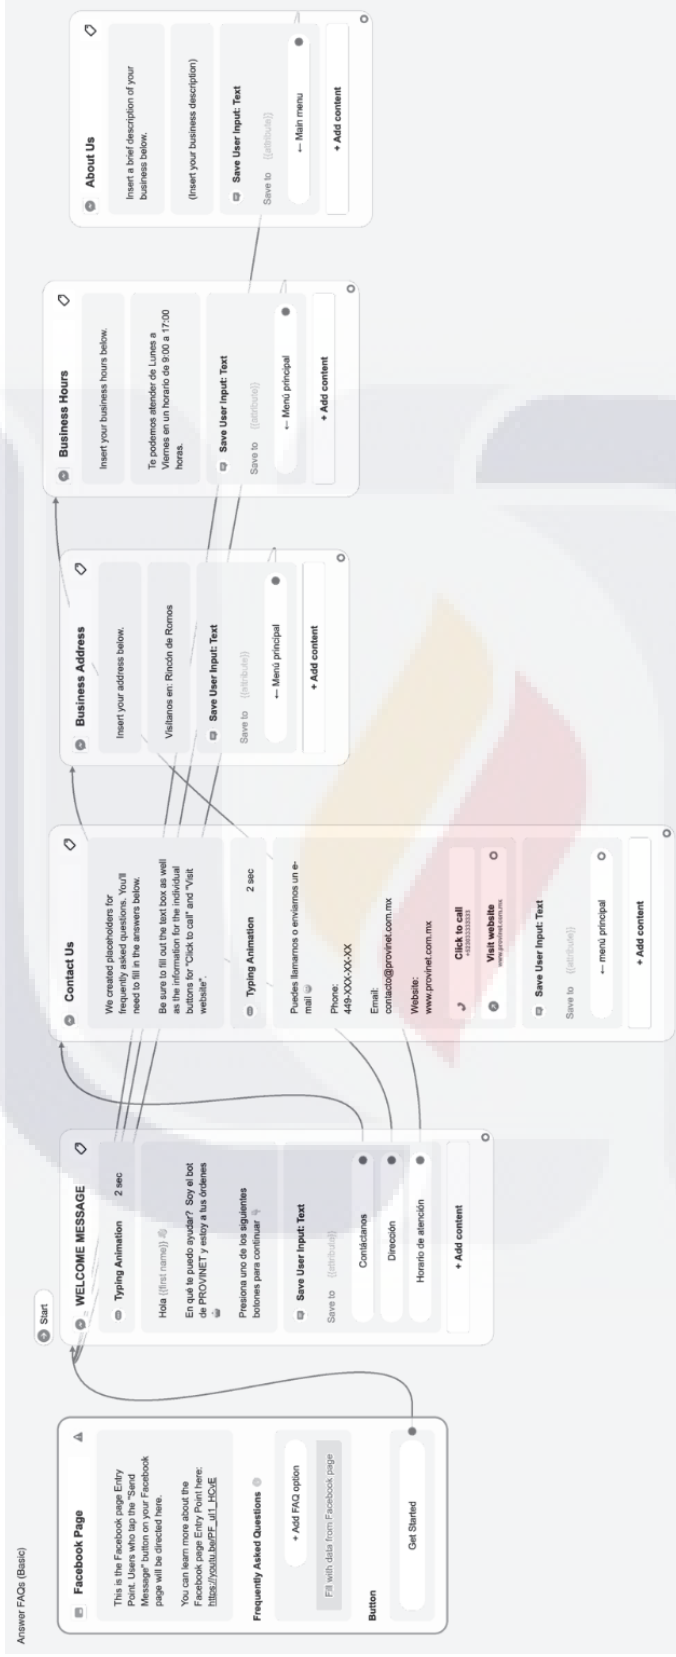 Answer FAQs (Basic)
Facebook Page
This is the Facebook page Entry
Point. Users who tap the "Send
Message" button on your Facebook
page will be directed here.
You can learn more about the
Facebook page Entry Point here:
Frequently Asked Questions
+ Add FAQ option
Fill with data from Facebook page
Button
Get Started
Start
WELCOME MESSAGE
Typing Animation 2 sec
Hola {{first name}}
En qué te puedo ayudar? Soy el bot
de PROVINET y estoy a tus órdenes
Presiona uno de los siguientes
botones para continuar
Save User Input: Text
Save to {{attribute}}
Contáctanos
Dirección
Horario de atención
+ Add content
Contact Us
We created placeholders for
frequently asked questions. You'll
need to fill in the answers below.
Be sure to fill out the text box as well
as the information for the individual
buttons for "Click to call" and "Visit
website".
Typing Animation 2 sec
Puedes llamarnos o enviarnos un e-
mail
Phone:
449-XXX-XX-XX
Email:
contacto@provinet.com.mx
Website:
www.provinet.com.mx
Click to call
Visit website
www.provinet.com.mx
Save User Input: Text
Save to {{attribute}}
← menú principal
+ Add content
Business Address
Insert your address below.
Visítanos en: Rincón de Romos
Save User Input: Text
Save to {{attribute}}
← Menú principal
+ Add content
Business Hours
Insert your business hours below.
Te podemos atender de Lunes a
Viernes en un horario de 9:00 a 17:00
horas.
Save User Input: Text
Save to {{attribute}}
← Menú principal
+ Add content
About Us
Insert a brief description of your
business below.
(Insert your business description)
Save User Input: Text
Save to {{attribute}}
← Main menu
+ Add content